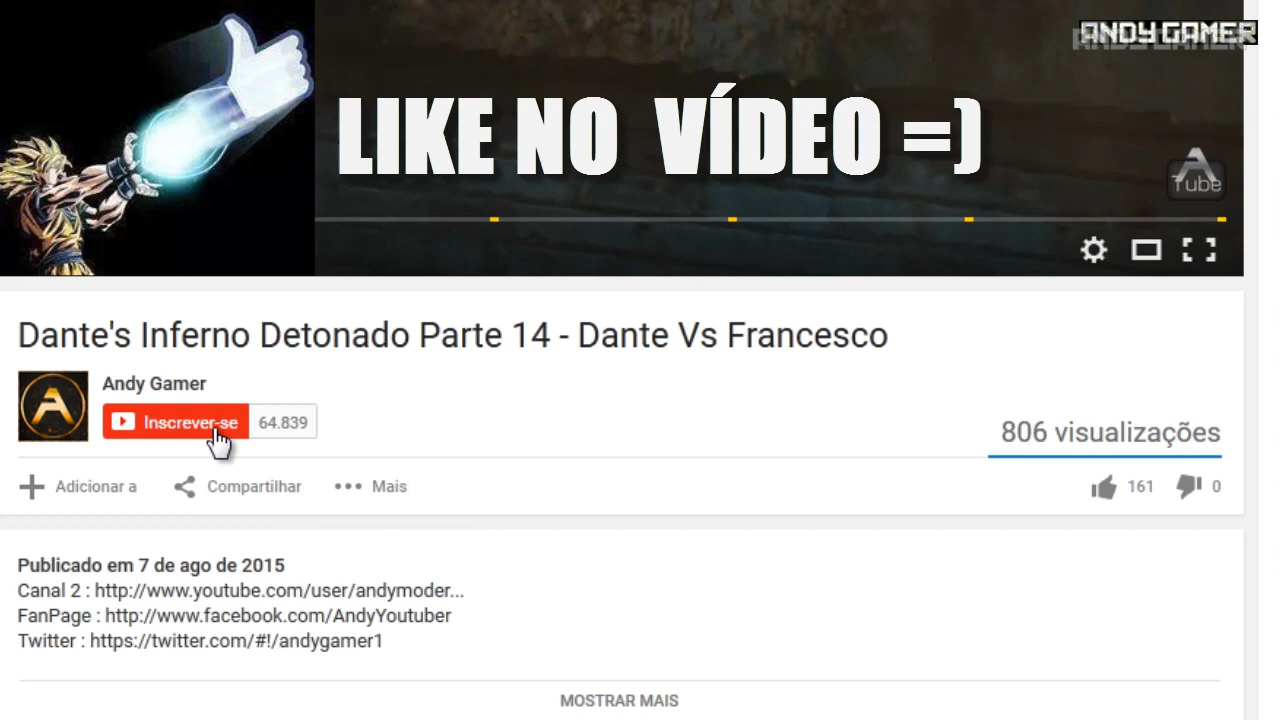 ANDY GAMER
LIKE NO VÍDEO =)
A
Tube
Dante's Inferno Detonado Parte 14 - Dante Vs Francesco
A
Andy Gamer
Inscrever-se 64.839
806 visualizações
Adicionar a Compartilhar Mais 161 0
Publicado em 7 de ago de 2015
Canal 2 : http://www.youtube.com/user/andymoder...
FanPage : http://www.facebook.com/AndyYoutuber
Twitter : https://twitter.com/#!/andygamer1
MOSTRAR MAIS